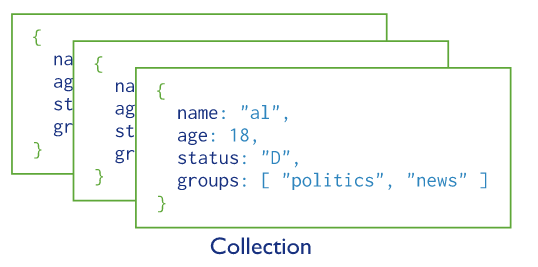 {
na
ag
st
gr
}
{
na
ag
st
gr
}
{
name: "al",
age: 18,
status: "D",
groups: [ "politics", "news" ]
}
Collection